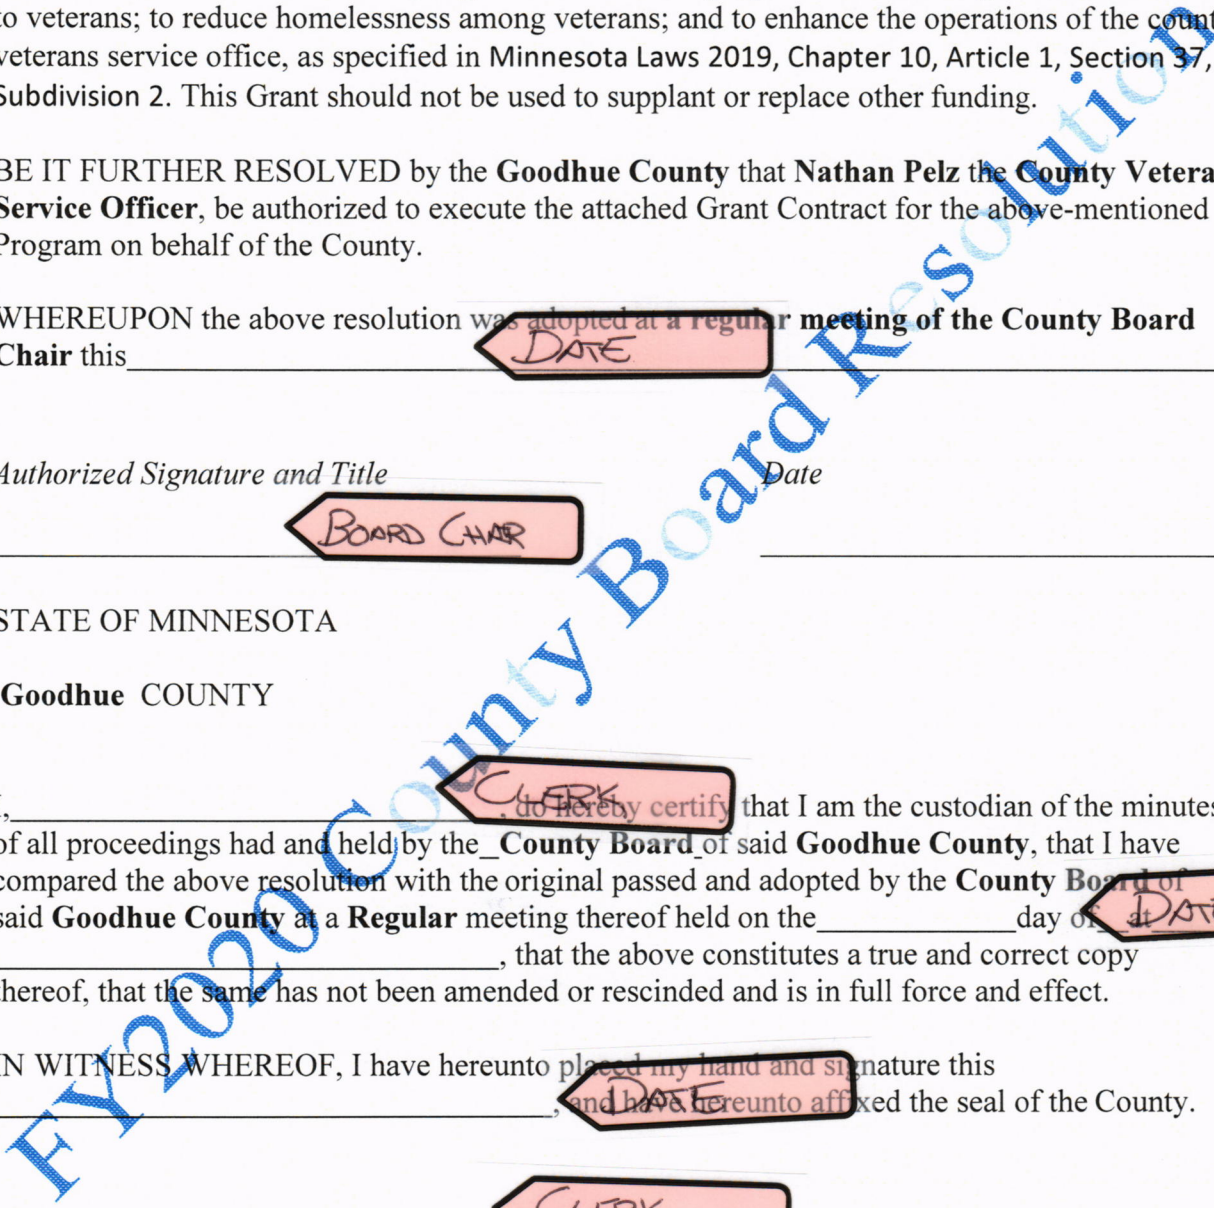 to veterans; to reduce homelessness among veterans; and to enhance the operations of the count
veterans service office, as specified in Minnesota Laws 2019, Chapter 10, Article 1, Section 37,
Subdivision 2. This Grant should not be used to supplant or replace other funding.
BE IT FURTHER RESOLVED by the Goodhue County that Nathan Pelz the County Vetera
Service Officer, be authorized to execute the attached Grant Contract for the above-mentioned
Program on behalf of the County.
WHEREUPON the above resolution was adopted at a regular meeting of the County Board
DATE
Chair this
Authorized Signature and Title Date
BOARD CHAIR
STATE OF MINNESOTA
Goodhue COUNTY
CLERK
I, , do hereby certify that I am the custodian of the minutes
of all proceedings had and held by the County Board of said Goodhue County, that I have
compared the above resolution with the original passed and adopted by the County Board of
said Goodhue County at a Regular meeting thereof held on the day of at
DATE
, that the above constitutes a true and correct copy
thereof, that the same has not been amended or rescinded and is in full force and effect.
IN WITNESS WHEREOF, I have hereunto placed my hand and signature this
DATE
, and have hereunto affixed the seal of the County.
CLERK
FY2020 County Board Resolution